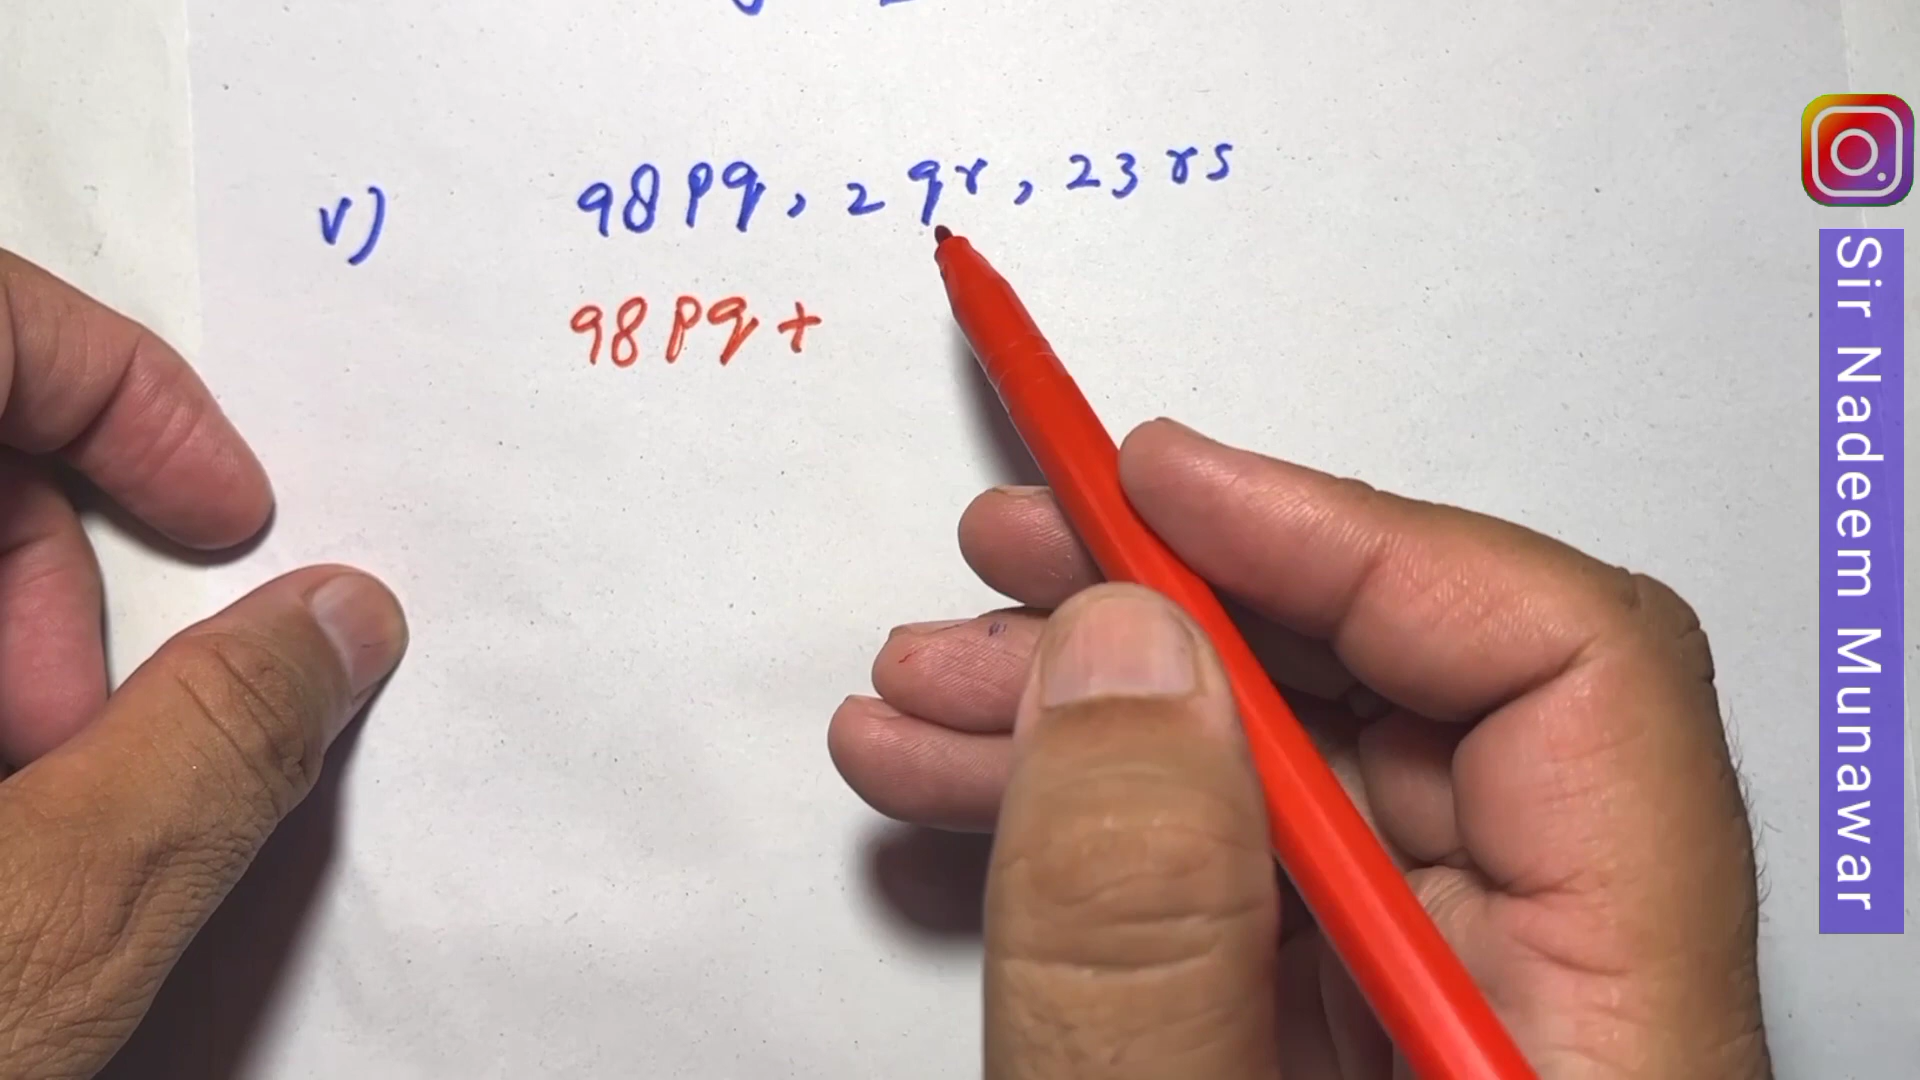 v) 98pq, 2qr, 23rs
98pq +
Sir Nadeem Munawar